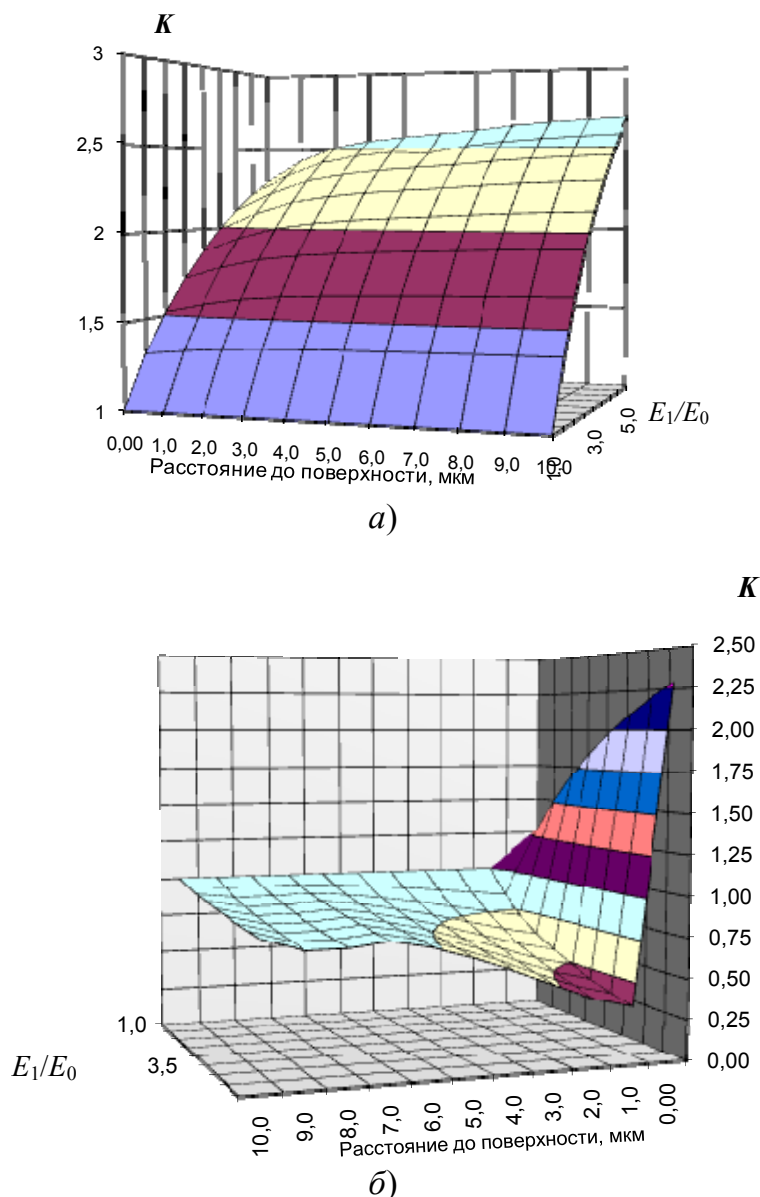 K
3
2,5
2
1,5
1
0,00 1,0 2,0 3,0 4,0 5,0 6,0 7,0 8,0 9,0 10,0
1,0 3,0 5,0
E₁/E₀
Расстояние до поверхности, мкм
а)
K
2,50
2,25
2,00
1,75
1,50
1,25
1,00
0,75
0,50
0,25
0,00
1,0
3,5
E₁/E₀
10,0 9,0 8,0 7,0 6,0 5,0 4,0 3,0 2,0 1,0 0,00
Расстояние до поверхности, мкм
б)